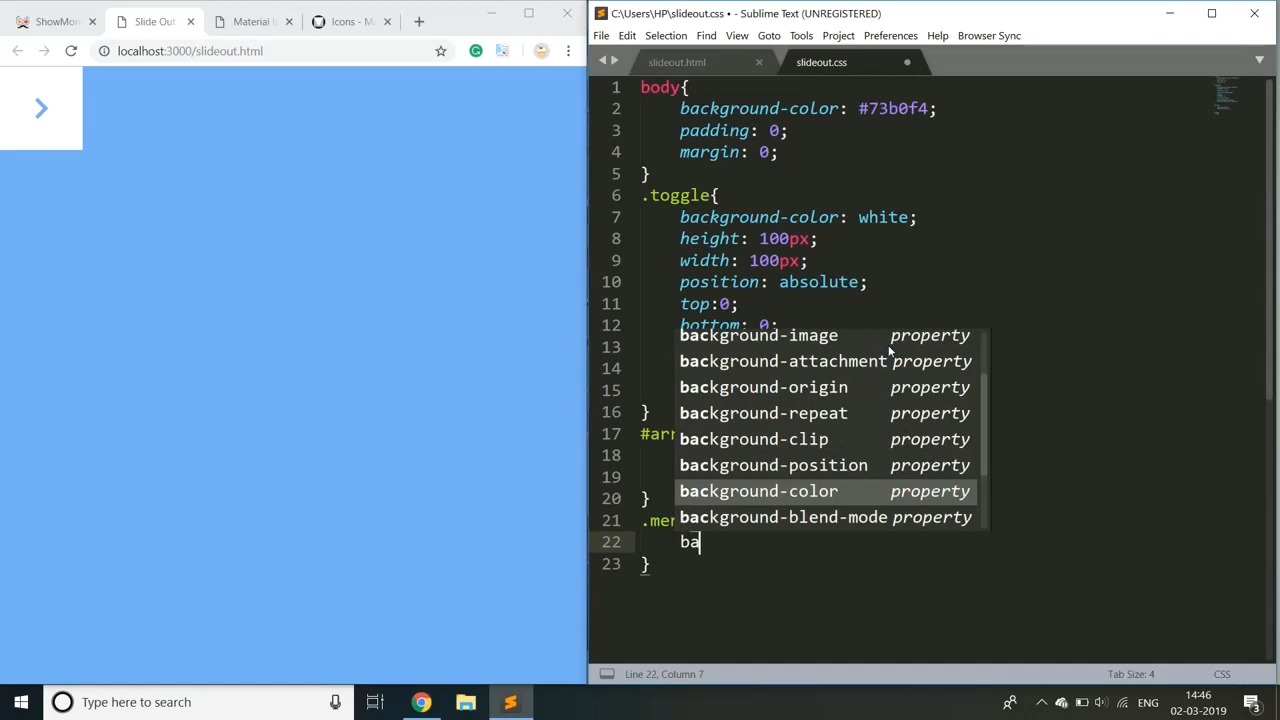 ShowMore
Slide Out
Material I
Icons - Ma
localhost:3000/slideout.html
C:\Users\HP\slideout.css • - Sublime Text (UNREGISTERED)
File Edit Selection Find View Goto Tools Project Preferences Help Browser Sync
slideout.html
slideout.css
1 body{
2 background-color: #73b0f4;
3 padding: 0;
4 margin: 0;
5 }
6 .toggle{
7 background-color: white;
8 height: 100px;
9 width: 100px;
10 position: absolute;
11 top:0;
12 bottom: 0;
13
14
15
16 }
17 #arr
18
19
20 }
21 .men
22 ba
23 }
background-image property
background-attachment property
background-origin property
background-repeat property
background-clip property
background-position property
background-color property
background-blend-mode property
Line 22, Column 7
Tab Size: 4
CSS
Type here to search
ENG
14:46
02-03-2019
3